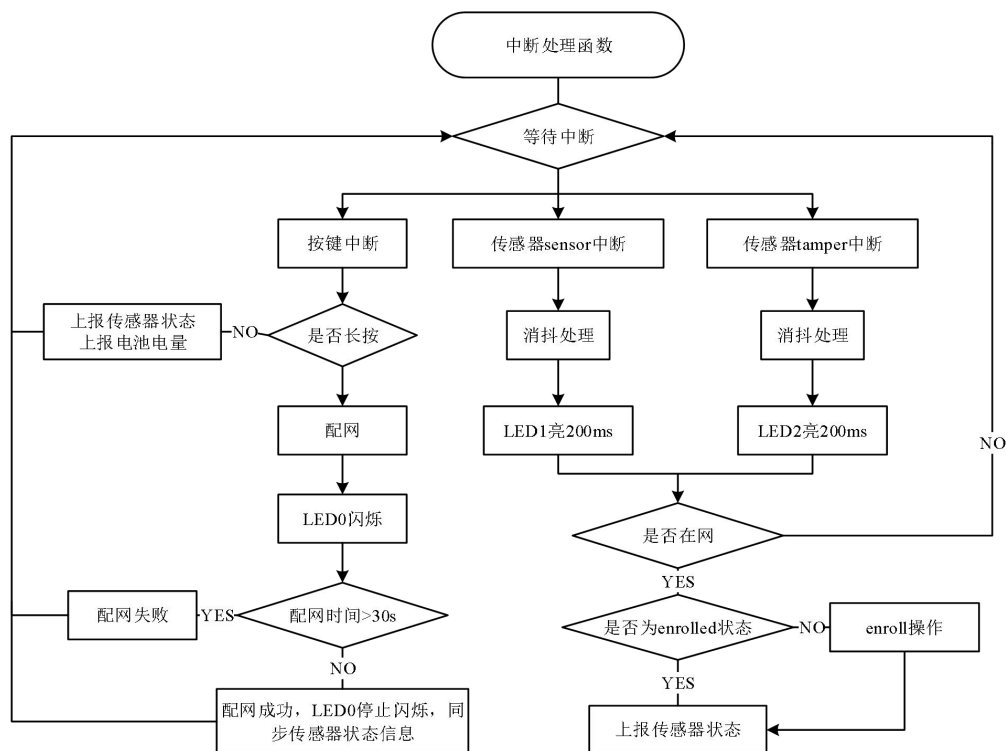 中断处理函数
等待中断
按键中断
传感器sensor中断
传感器tamper中断
上报传感器状态
上报电池电量
NO
是否长按
消抖处理
消抖处理
配网
LED1亮200ms
LED2亮200ms
NO
LED0闪烁
是否在网
YES
配网失败
YES
配网时间>30s
是否为enrolled状态
NO
enroll操作
NO
YES
配网成功，LED0停止闪烁，同
步传感器状态信息
上报传感器状态